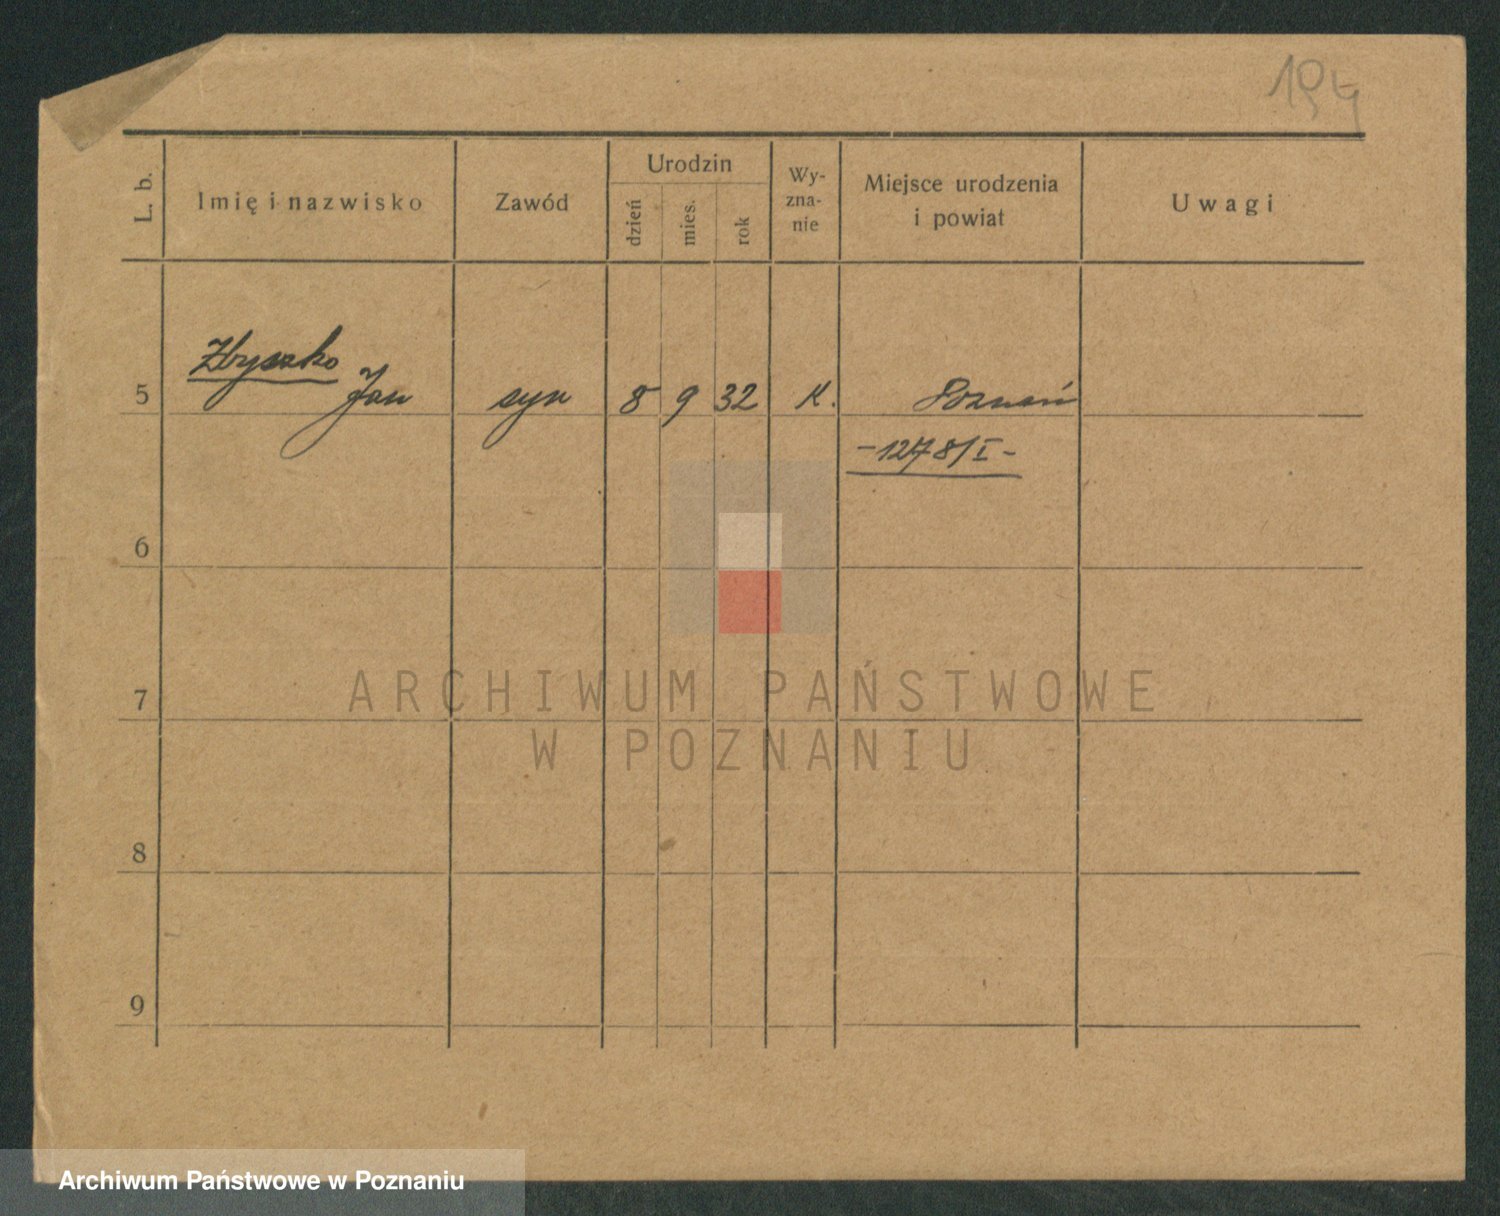 L. b. Imię i nazwisko Zawód Urodzin dzień mies. rok Wy-zna-nie Miejsce urodzenia i powiat Uwagi
Zbyszko
5 Jan syn 8 9 32 K. Poznań
-1278/I-
6
7
ARCHIWUM PAŃSTWOWE
W POZNANIU
8
9
Archiwum Państwowe w Poznaniu